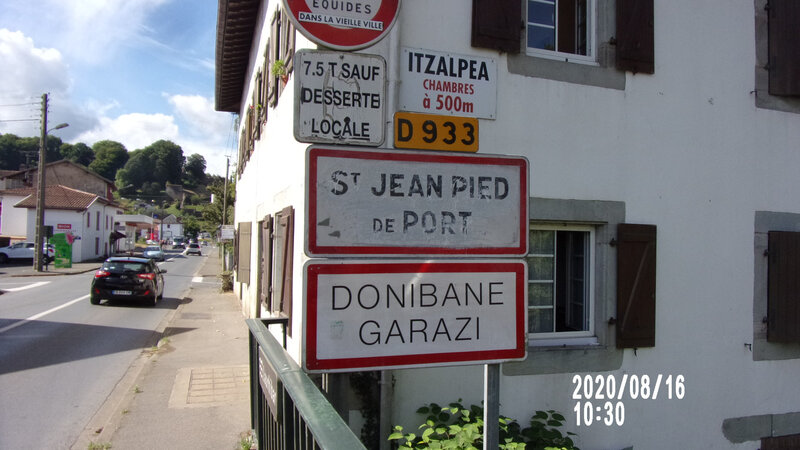 ÉQUIDÉS
DANS LA VIEILLE VILLE
7.5 T SAUF
DESSERTE
LOCALE
ITZALPEA
CHAMBRES
à 500m
D 933
ST JEAN PIED
DE PORT
DONIBANE
GARAZI
2020/08/16
10:30